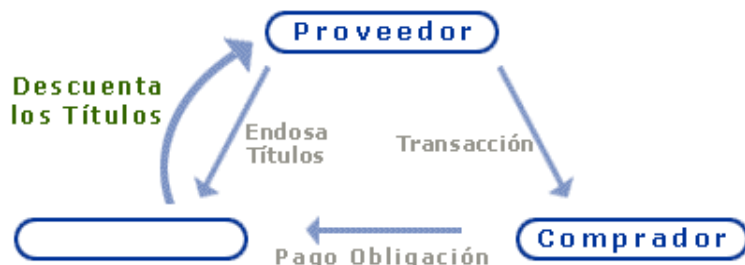 Proveedor
Descuenta
los Títulos
Endosa
Títulos
Transacción
Comprador
Pago Obligación